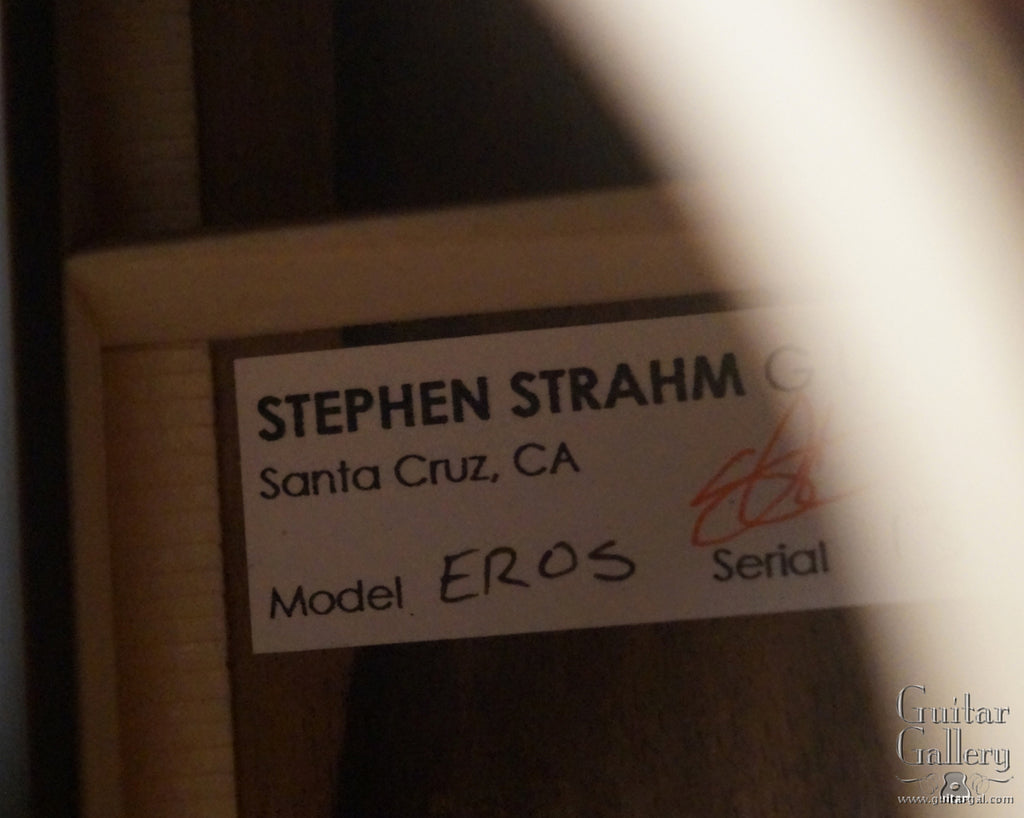 STEPHEN STRAHM G
Santa Cruz, CA
Model EROS Serial
Guitar
Gallery
www.guitargal.com